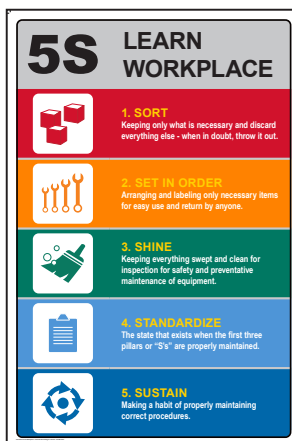 5S
LEARN
WORKPLACE
1. SORT
Keeping only what is necessary and discard
everything else - when in doubt, throw it out.
2. SET IN ORDER
Arranging and labeling only necessary items
for easy use and return by anyone.
3. SHINE
Keeping everything swept and clean for
inspection for safety and preventative
maintenance of equipment.
4. STANDARDIZE
The state that exists when the first three
pillars or "S's" are properly maintained.
5. SUSTAIN
Making a habit of properly maintaining
correct procedures.